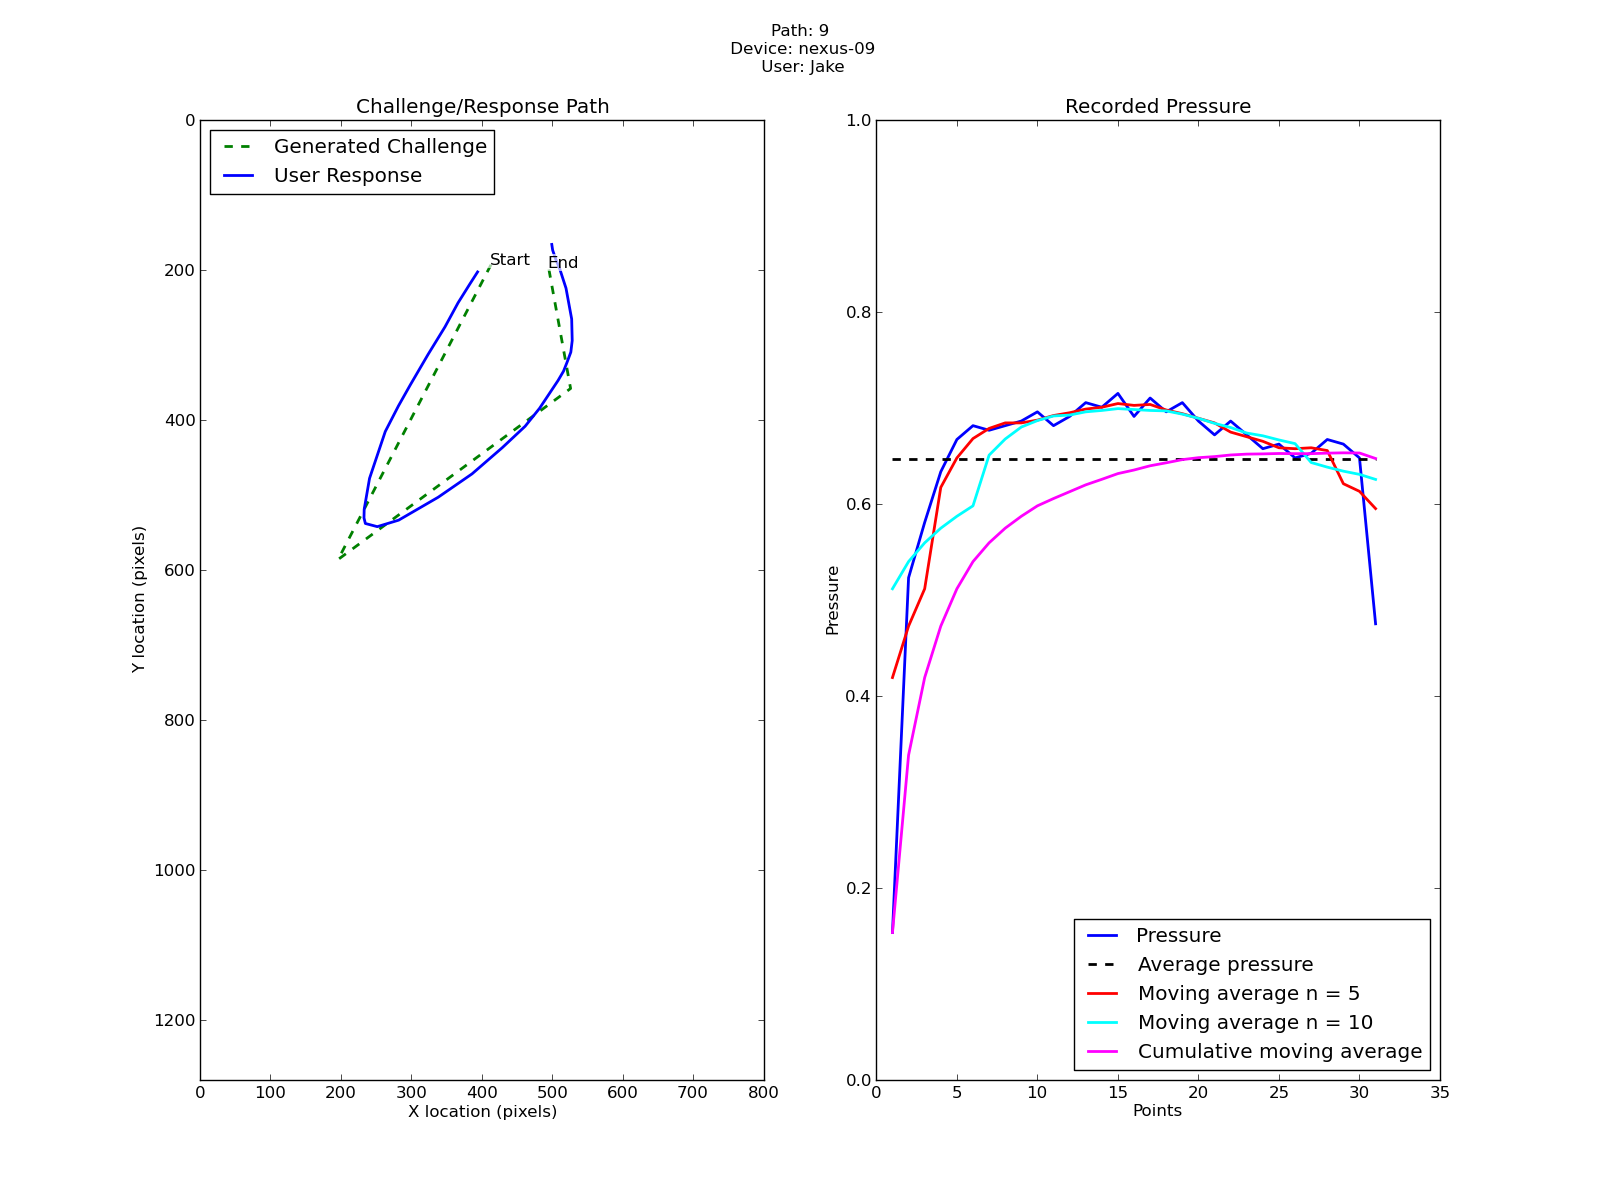 Path: 9
Device: nexus-09
User: Jake
Challenge/Response Path
Generated Challenge
User Response
Start
End
0
200
400
600
800
1000
1200
Y location (pixels)
0 100 200 300 400 500 600 700 800
X location (pixels)
Recorded Pressure
1.0
0.8
0.6
0.4
0.2
0.0
Pressure
Pressure
Average pressure
Moving average n = 5
Moving average n = 10
Cumulative moving average
0 5 10 15 20 25 30 35
Points